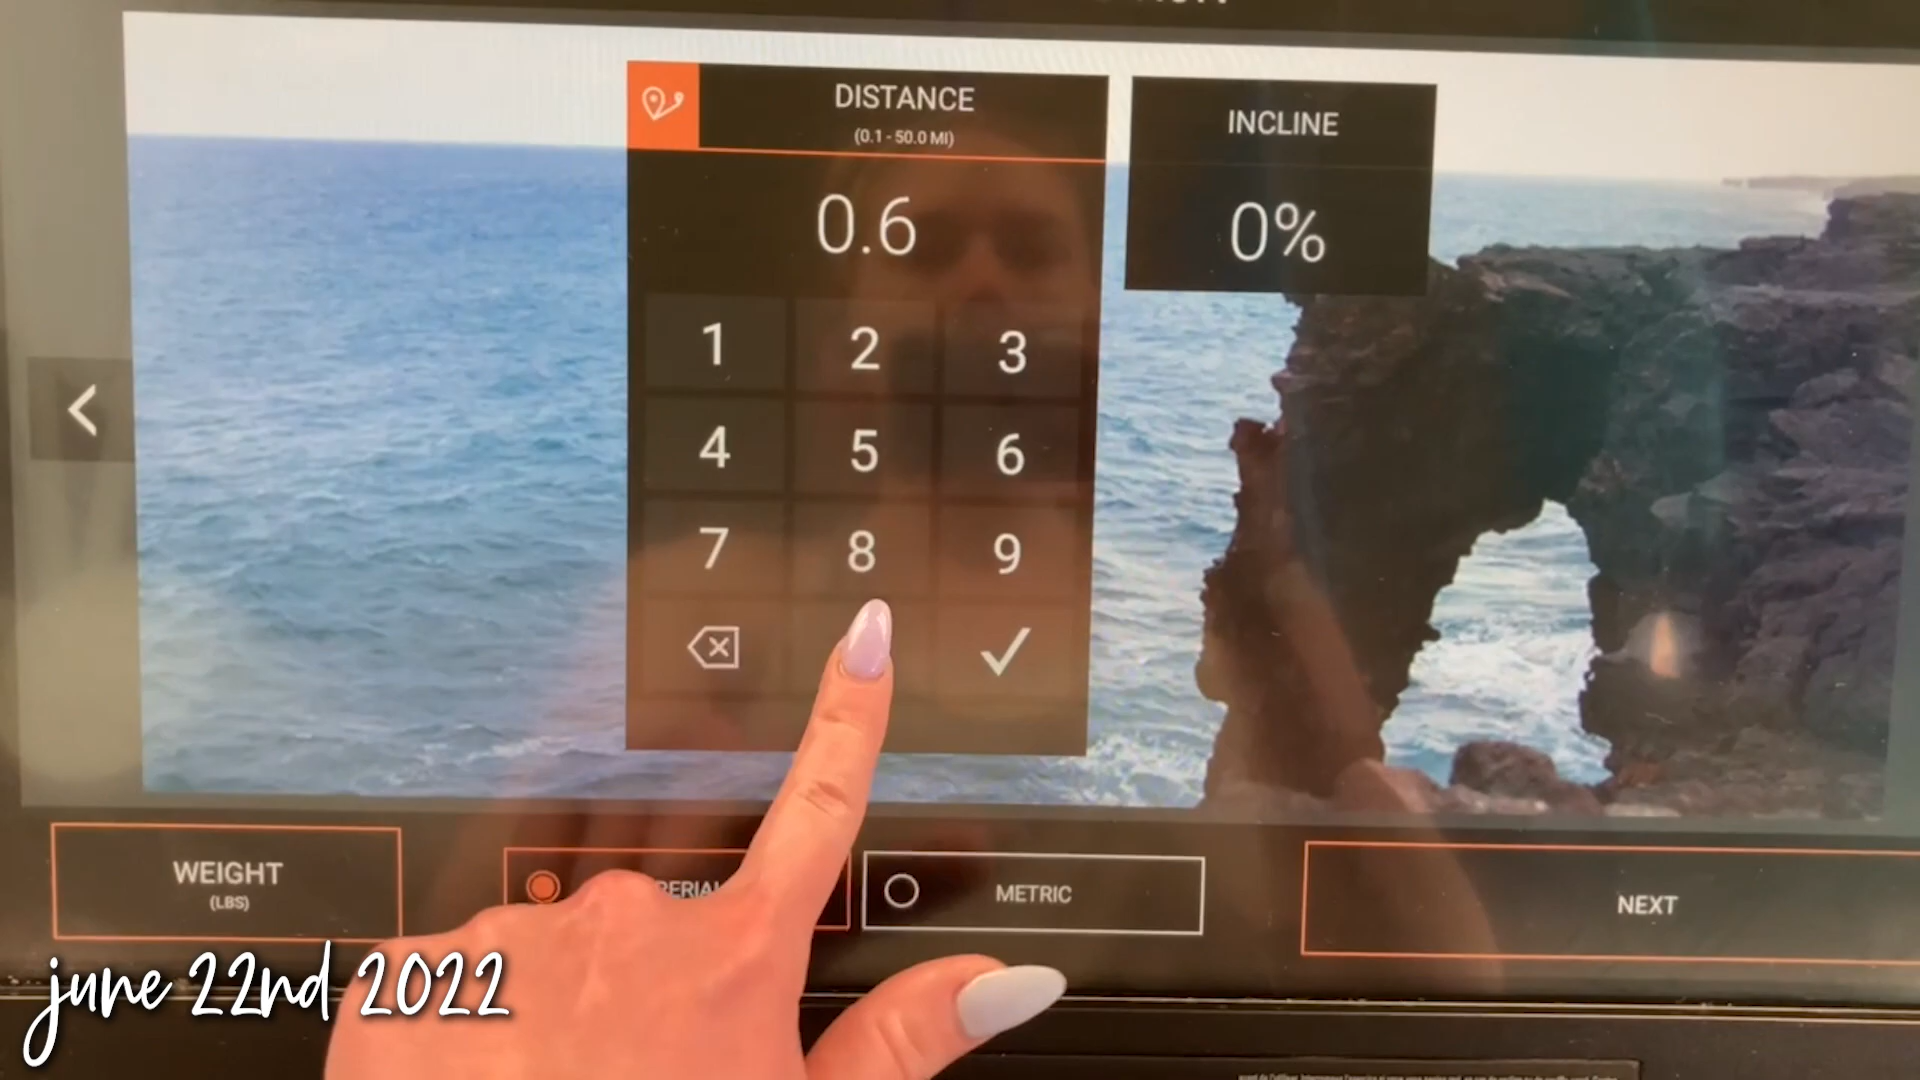 DISTANCE
(0.1 - 50.0 MI)
0.6
INCLINE
0%
1 2 3
4 5 6
7 8 9
WEIGHT
(LBS)
METRIC
NEXT
june 22nd 2022